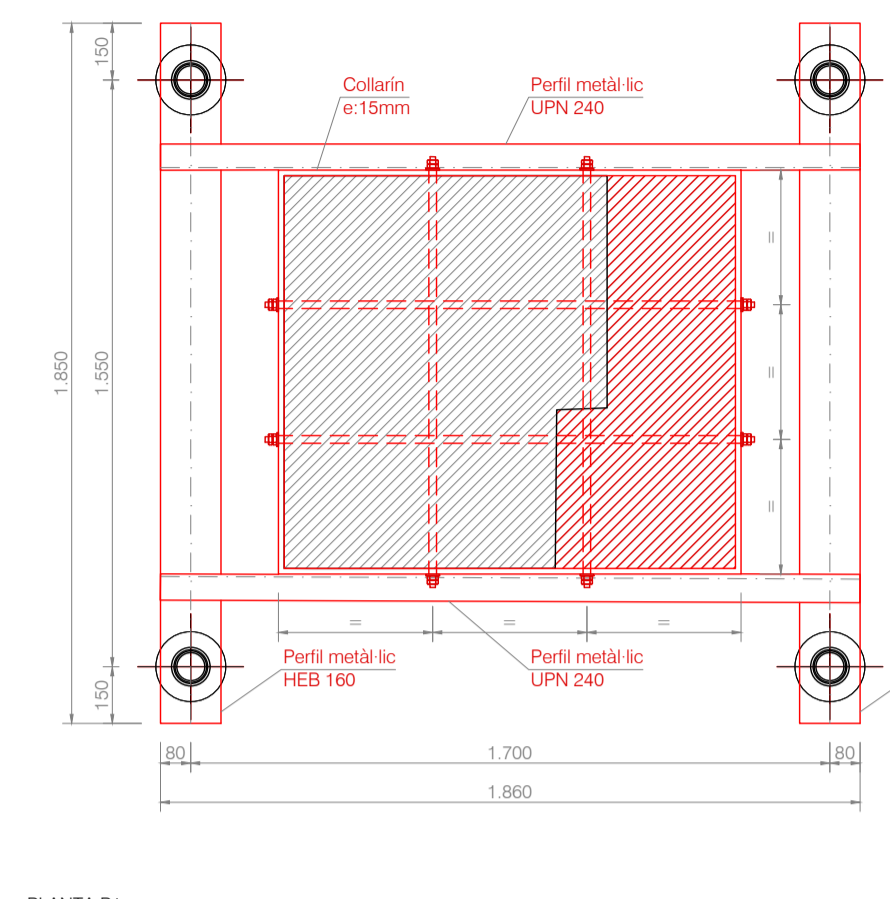 150
Collarín
e:15mm
Perfil metàl·lic
UPN 240
=
=
=
1.850
1.550
=
=
=
Perfil metàl·lic
HEB 160
Perfil metàl·lic
UPN 240
150
80
1.700
80
1.860